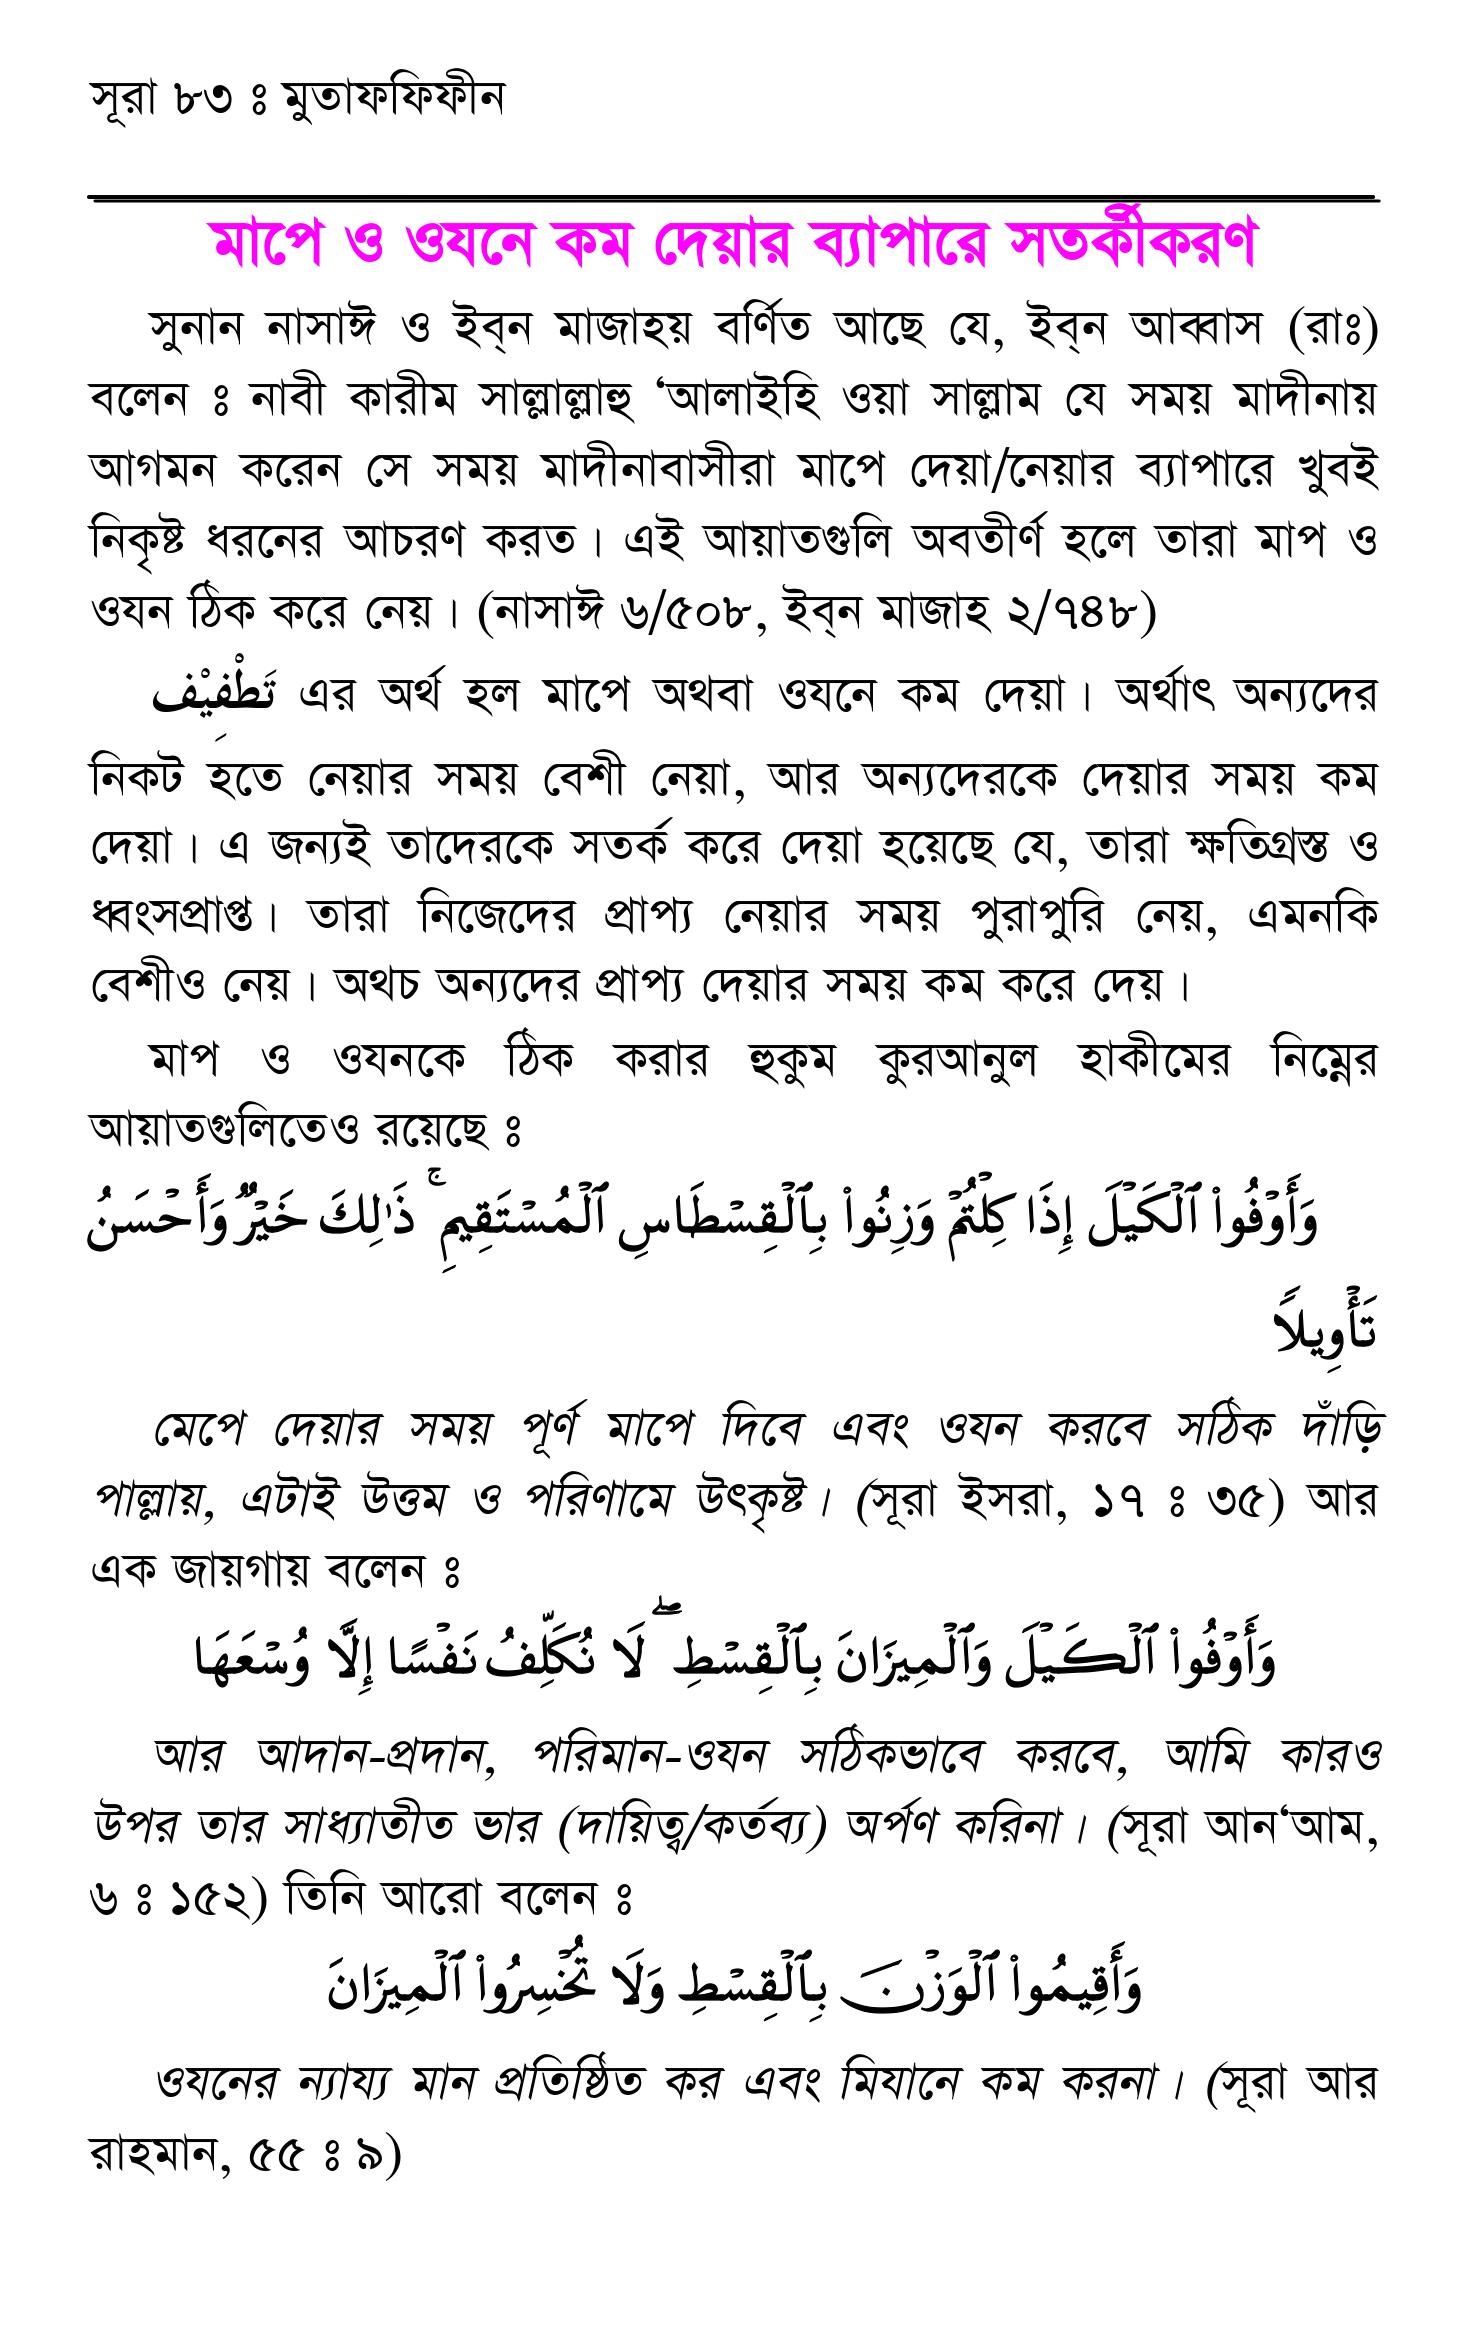 সূরা ৮৩ ঃ মুতাফফিফীন
মাপে ও ওযনে কম দেয়ার ব্যাপারে সতর্কীকরণ
সুনান নাসাঈ ও ইব্‌ন মাজাহয় বর্ণিত আছে যে, ইব্‌ন আব্বাস (রাঃ)
বলেন ঃ নাবী কারীম সাল্লাল্লাহু ‘আলাইহি ওয়া সাল্লাম যে সময় মাদীনায়
আগমন করেন সে সময় মাদীনাবাসীরা মাপে দেয়া/নেয়ার ব্যাপারে খুবই
নিকৃষ্ট ধরনের আচরণ করত। এই আয়াতগুলি অবতীর্ণ হলে তারা মাপ ও
ওযন ঠিক করে নেয়। (নাসাঈ ৬/৫০৮, ইব্‌ন মাজাহ ২/৭৪৮)
تَطْفِيْف এর অর্থ হল মাপে অথবা ওযনে কম দেয়া। অর্থাৎ অন্যদের
নিকট হতে নেয়ার সময় বেশী নেয়া, আর অন্যদেরকে দেয়ার সময় কম
দেয়া। এ জন্যই তাদেরকে সতর্ক করে দেয়া হয়েছে যে, তারা ক্ষতিগ্রস্ত ও
ধ্বংসপ্রাপ্ত। তারা নিজেদের প্রাপ্য নেয়ার সময় পুরাপুরি নেয়, এমনকি
বেশীও নেয়। অথচ অন্যদের প্রাপ্য দেয়ার সময় কম করে দেয়।
মাপ ও ওযনকে ঠিক করার হুকুম কুরআনুল হাকীমের নিম্নের
আয়াতগুলিতেও রয়েছে ঃ
وَأَوْفُوا۟ ٱلْكَيْلَ إِذَا كِلْتُمْ وَزِنُوا۟ بِٱلْقِسْطَاسِ ٱلْمُسْتَقِيمِ ۚ ذَٰلِكَ خَيْرٌ وَأَحْسَنُ
تَأْوِيلاً
মেপে দেয়ার সময় পূর্ণ মাপে দিবে এবং ওযন করবে সঠিক দাঁড়ি
পাল্লায়, এটাই উত্তম ও পরিণামে উৎকৃষ্ট। (সূরা ইসরা, ১৭ ঃ ৩৫) আর
এক জায়গায় বলেন ঃ
وَأَوْفُوا۟ ٱلْكَيْلَ وَٱلْمِيزَانَ بِٱلْقِسْطِ ۖ لَا نُكَلِّفُ نَفْسًا إِلَّا وُسْعَهَا
আর আদান-প্রদান, পরিমান-ওযন সঠিকভাবে করবে, আমি কারও
উপর তার সাধ্যাতীত ভার (দায়িত্ব/কর্তব্য) অর্পণ করিনা। (সূরা আন‘আম,
৬ ঃ ১৫২) তিনি আরো বলেন ঃ
وَأَقِيمُوا۟ ٱلْوَزْنَ بِٱلْقِسْطِ وَلَا تُخْسِرُوا۟ ٱلْمِيزَانَ
ওযনের ন্যায্য মান প্রতিষ্ঠিত কর এবং মিযানে কম করনা। (সূরা আর
রাহমান, ৫৫ ঃ ৯)